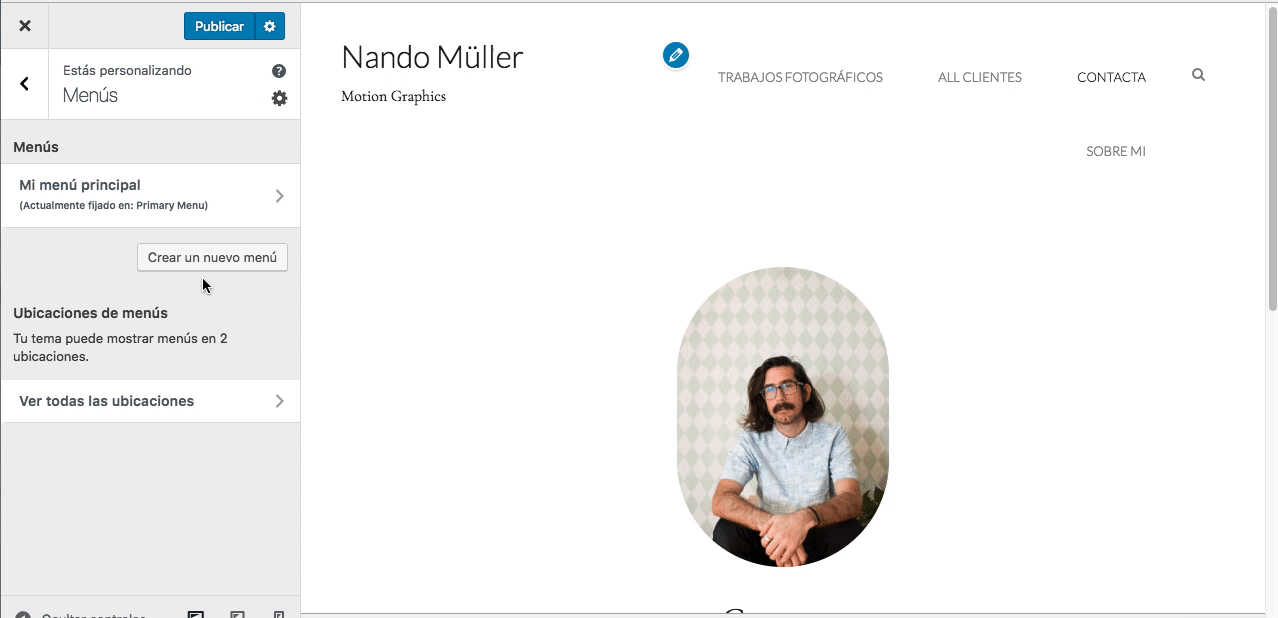 Publicar
Estás personalizando
Menús
Menús
Mi menú principal
(Actualmente fijado en: Primary Menu)
Crear un nuevo menú
Ubicaciones de menús
Tu tema puede mostrar menús en 2
ubicaciones.
Ver todas las ubicaciones
Ocultar controles
Nando Müller
Motion Graphics
TRABAJOS FOTOGRÁFICOS
ALL CLIENTES
CONTACTA
SOBRE MI